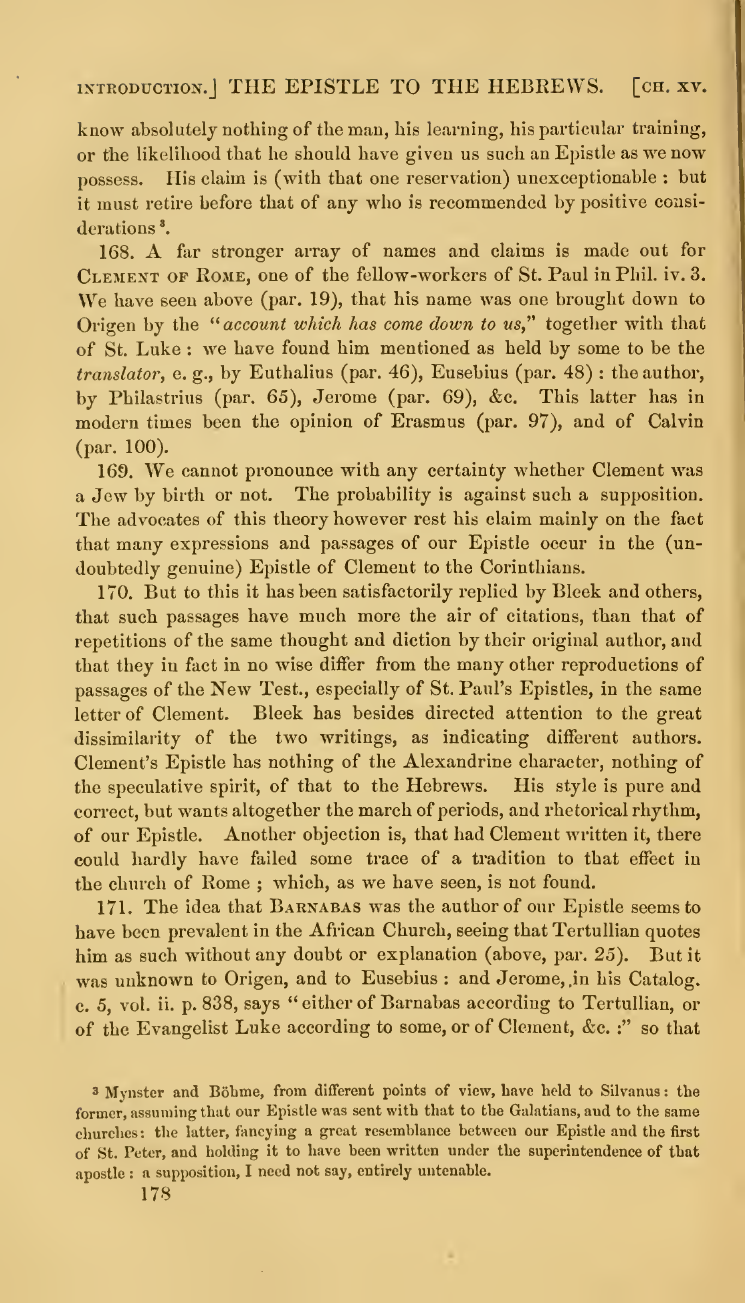 INTRODUCTION.] THE EPISTLE TO THE HEBREWS. [CH. XV.
know absolutely nothing of the man, his learning, his particular training,
or the likelihood that he should have given us such an Epistle as we now
possess. His claim is (with that one reservation) unexceptionable : but
it must retire before that of any who is recommended by positive consi-
derations ³.
168. A far stronger array of names and claims is made out for
CLEMENT OF ROME, one of the fellow-workers of St. Paul in Phil. iv. 3.
We have seen above (par. 19), that his name was one brought down to
Origen by the “account which has come down to us,” together with that
of St. Luke : we have found him mentioned as held by some to be the
translator, e. g., by Euthalius (par. 46), Eusebius (par. 48) : the author,
by Philastrius (par. 65), Jerome (par. 69), &c. This latter has in
modern times been the opinion of Erasmus (par. 97), and of Calvin
(par. 100).
169. We cannot pronounce with any certainty whether Clement was
a Jew by birth or not. The probability is against such a supposition.
The advocates of this theory however rest his claim mainly on the fact
that many expressions and passages of our Epistle occur in the (un-
doubtedly genuine) Epistle of Clement to the Corinthians.
170. But to this it has been satisfactorily replied by Bleek and others,
that such passages have much more the air of citations, than that of
repetitions of the same thought and diction by their original author, and
that they in fact in no wise differ from the many other reproductions of
passages of the New Test., especially of St. Paul’s Epistles, in the same
letter of Clement. Bleek has besides directed attention to the great
dissimilarity of the two writings, as indicating different authors.
Clement’s Epistle has nothing of the Alexandrine character, nothing of
the speculative spirit, of that to the Hebrews. His style is pure and
correct, but wants altogether the march of periods, and rhetorical rhythm,
of our Epistle. Another objection is, that had Clement written it, there
could hardly have failed some trace of a tradition to that effect in
the church of Rome ; which, as we have seen, is not found.
171. The idea that BARNABAS was the author of our Epistle seems to
have been prevalent in the African Church, seeing that Tertullian quotes
him as such without any doubt or explanation (above, par. 25). But it
was unknown to Origen, and to Eusebius : and Jerome, in his Catalog.
c. 5, vol. ii. p. 838, says “either of Barnabas according to Tertullian, or
of the Evangelist Luke according to some, or of Clement, &c. :” so that
³ Mynster and Böhme, from different points of view, have held to Silvanus : the
former, assuming that our Epistle was sent with that to the Galatians, and to the same
churches: the latter, fancying a great resemblance between our Epistle and the first
of St. Peter, and holding it to have been written under the superintendence of that
apostle : a supposition, I need not say, entirely untenable.
178